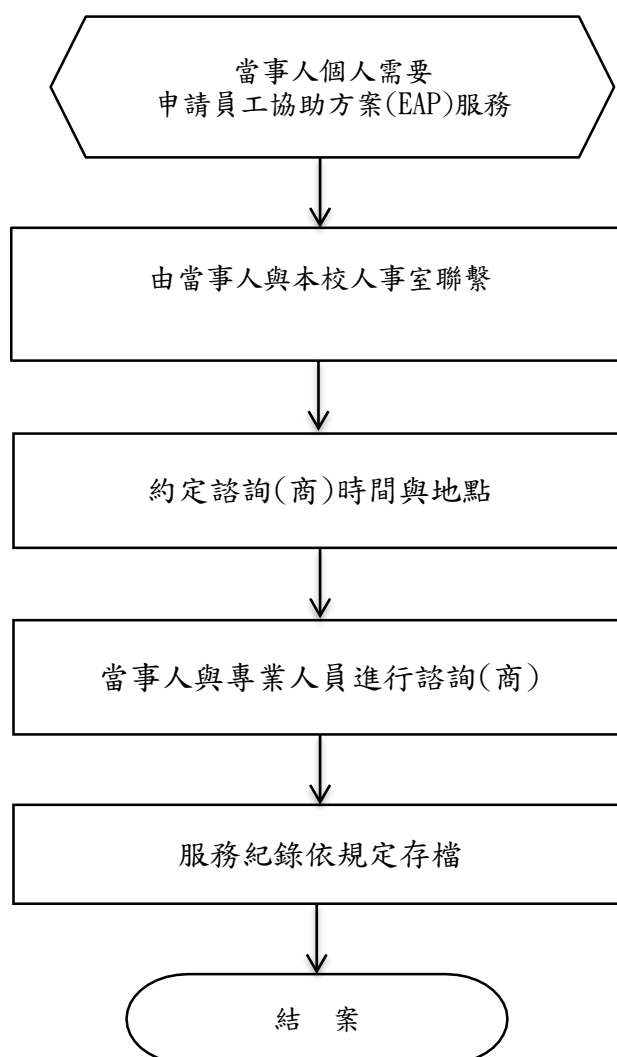 當事人個人需要
申請員工協助方案(EAP)服務
由當事人與本校人事室聯繫
約定諮詢(商)時間與地點
當事人與專業人員進行諮詢(商)
服務紀錄依規定存檔
結　案